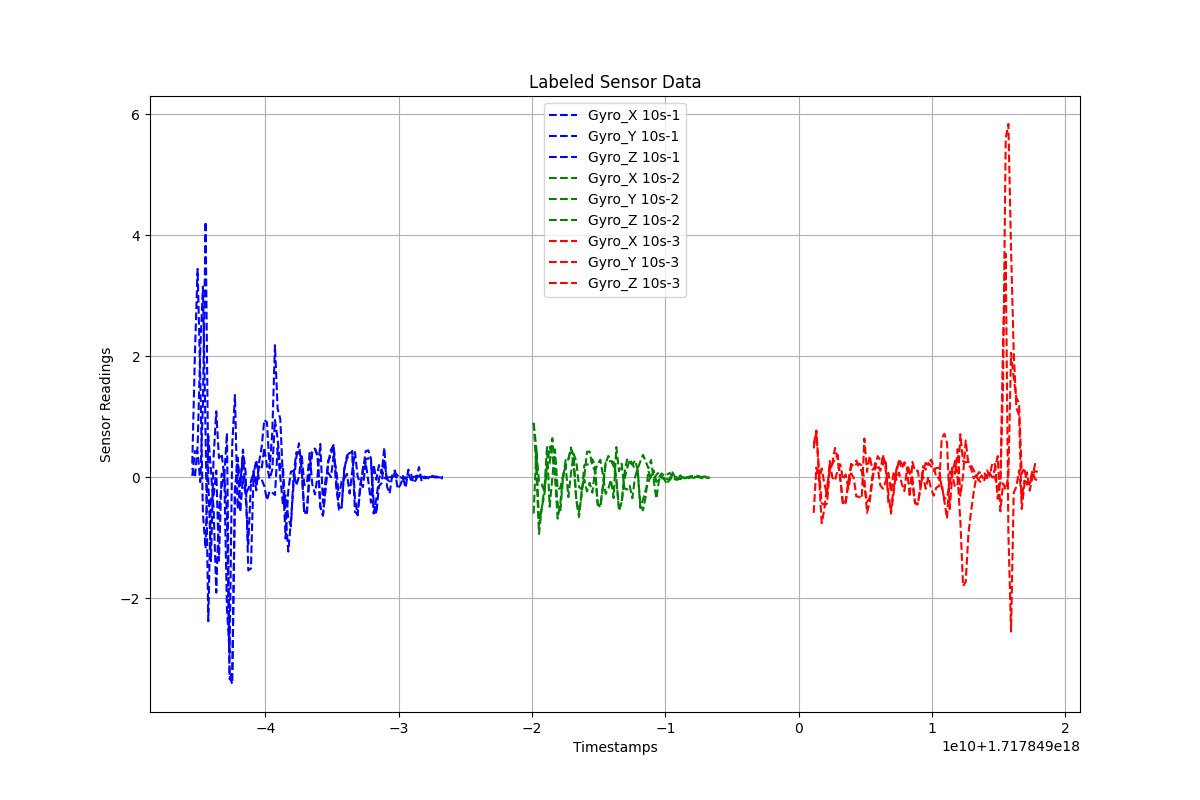 Labeled Sensor Data
6
4
2
0
−2
Sensor Readings
Gyro_X 10s-1
Gyro_Y 10s-1
Gyro_Z 10s-1
Gyro_X 10s-2
Gyro_Y 10s-2
Gyro_Z 10s-2
Gyro_X 10s-3
Gyro_Y 10s-3
Gyro_Z 10s-3
−4 −3 −2 −1 0 1 2
Timestamps
1e10+1.717849e18